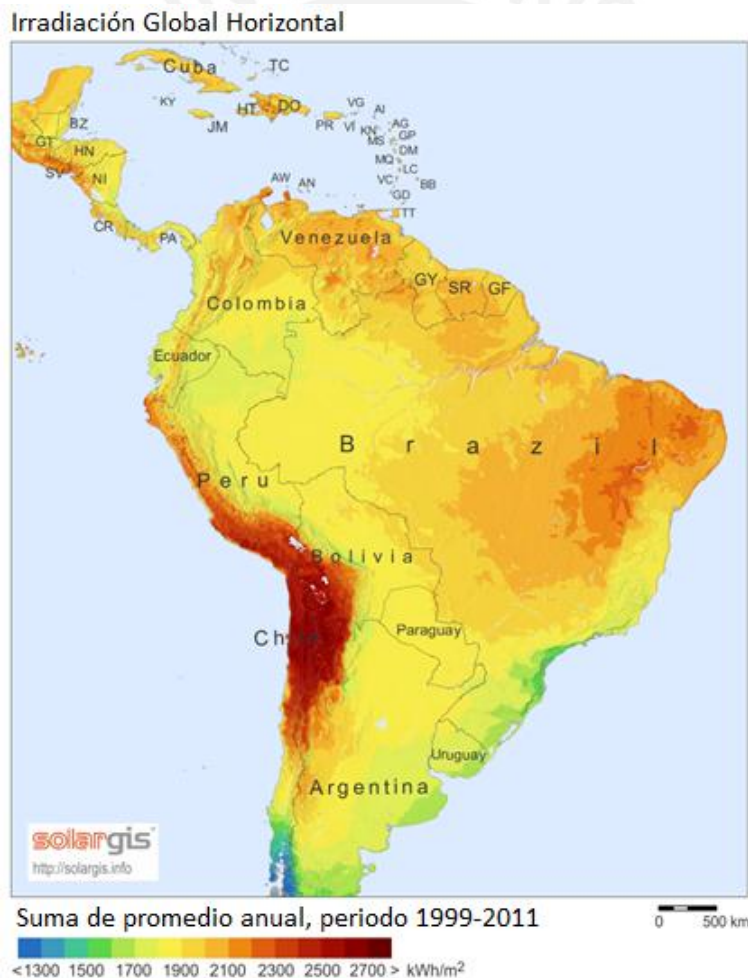 Irradiación Global Horizontal
Cuba
TC
KY
HT
DO
JM
PR
VG
VI
AI
KN
AG
MS
GP
DM
MQ
LC
VC
BB
GD
TT
BZ
GT
HN
SV
NI
AW
AN
CR
PA
Venezuela
GY
SR
GF
Colombia
Ecuador
Brazil
Peru
Bolivia
Paraguay
Uruguay
Argentina
solargis
http://solargis.info
Suma de promedio anual, periodo 1999-2011
0 500 km
<1300 1500 1700 1900 2100 2300 2500 2700 > kWh/m²